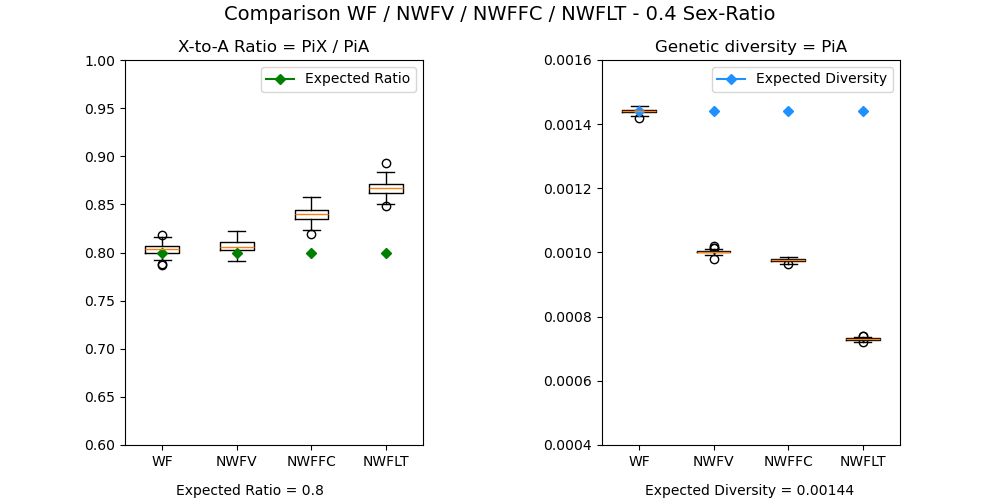 Comparison WF / NWFV / NWFFC / NWFLT - 0.4 Sex-Ratio
X-to-A Ratio = PiX / PiA
1.00
0.95
0.90
0.85
0.80
0.75
0.70
0.65
0.60
Expected Ratio
WF NWFV NWFFC NWFLT
Expected Ratio = 0.8
Genetic diversity = PiA
0.0016
0.0014
0.0012
0.0010
0.0008
0.0006
0.0004
Expected Diversity
WF NWFV NWFFC NWFLT
Expected Diversity = 0.00144